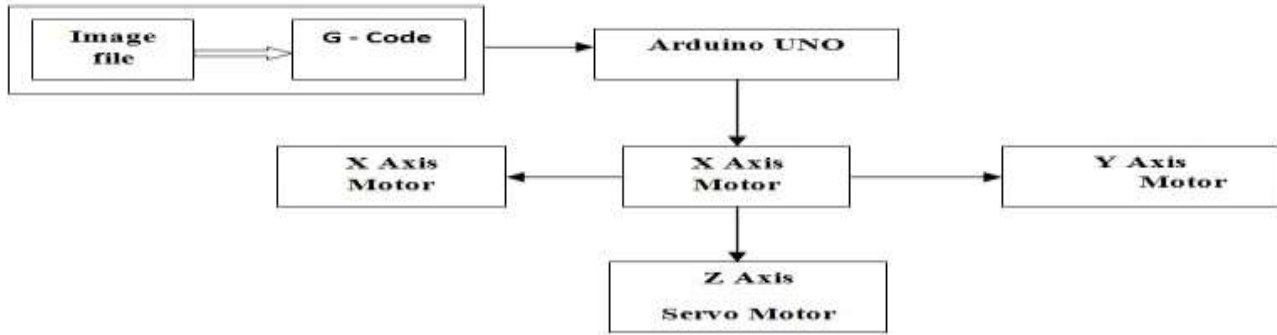 Image
file
G - Code
Arduino UNO
X Axis
Motor
X Axis
Motor
Y Axis
Motor
Z Axis
Servo Motor